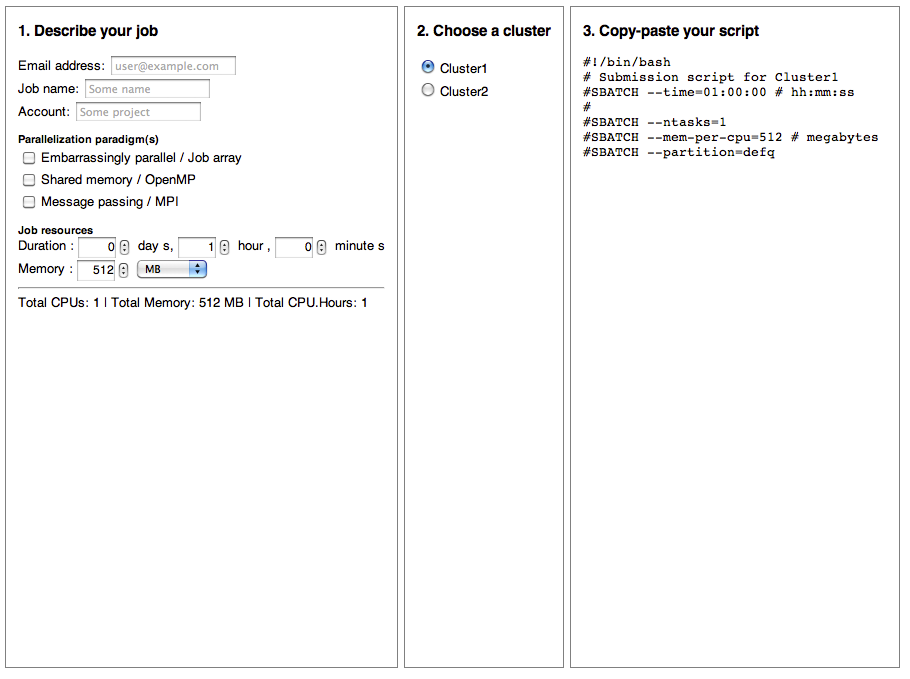 1. Describe your job
Email address: user@example.com
Job name: Some name
Account: Some project
Parallelization paradigm(s)
Embarrassingly parallel / Job array
Shared memory / OpenMP
Message passing / MPI
Job resources
Duration : 0 day s, 1 hour , 0 minute s
Memory : 512 MB
Total CPUs: 1 | Total Memory: 512 MB | Total CPU.Hours: 1
2. Choose a cluster
Cluster1
Cluster2
3. Copy-paste your script
#!/bin/bash
# Submission script for Cluster1
#SBATCH --time=01:00:00 # hh:mm:ss
#
#SBATCH --ntasks=1
#SBATCH --mem-per-cpu=512 # megabytes
#SBATCH --partition=defq